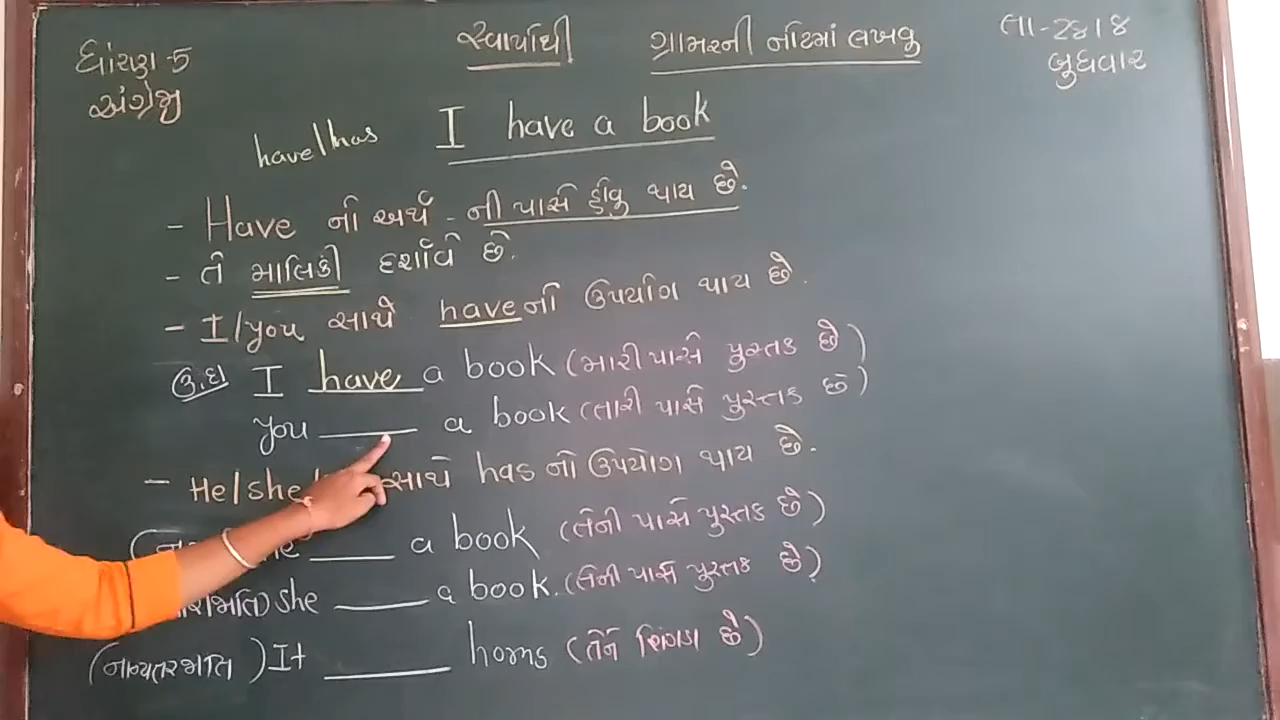 ધોરણ-5 સ્વાધ્યાયપોથી ગ્રામરની નોટમાં લખવુ તા-
અંગ્રેજી બુધવાર
have/has I have a book
- Have નો અર્થ - ની પાસે હોવુ થાય છે.
- તે માલિકી દર્શાવે છે.
- I/you સાથે have નો ઉપયોગ થાય છે.
ઉ.દા I have a book (મારી પાસે પુસ્તક છે)
you ____ a book (તારી પાસે પુસ્તક છે)
- He/she સાથે has નો ઉપયોગ થાય છે.
____ a book (તેની પાસે પુસ્તક છે)
she ____ a book. (તેની પાસે પુસ્તક છે)
(નાન્યતરજાતિ) It ____ horns (તેને શિંગડા છે)